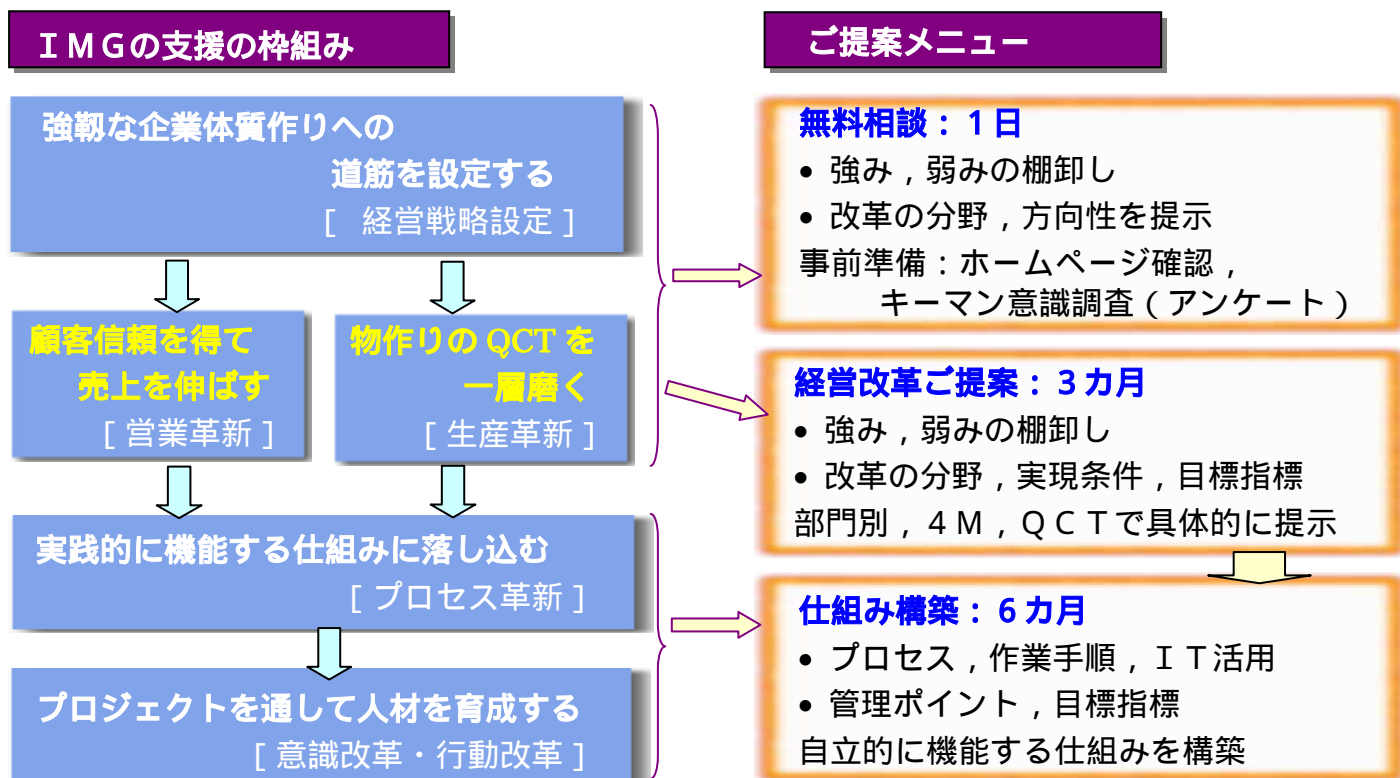 ＩＭＧの支援の枠組み
強靭な企業体質作りへの
道筋を設定する
[ 経営戦略設定 ]
顧客信頼を得て
売上を伸ばす
[ 営業革新 ]
物作りの QCT を
一層磨く
[ 生産革新 ]
実践的に機能する仕組みに落し込む
[ プロセス革新 ]
プロジェクトを通して人材を育成する
[ 意識改革・行動改革 ]
ご提案メニュー
無料相談：１日
• 強み，弱みの棚卸し
• 改革の分野，方向性を提示
事前準備：ホームページ確認，
キーマン意識調査（アンケート）
経営改革ご提案：３カ月
• 強み，弱みの棚卸し
• 改革の分野，実現条件，目標指標
部門別，４Ｍ，ＱＣＴで具体的に提示
仕組み構築：６カ月
• プロセス，作業手順，ＩＴ活用
• 管理ポイント，目標指標
自立的に機能する仕組みを構築